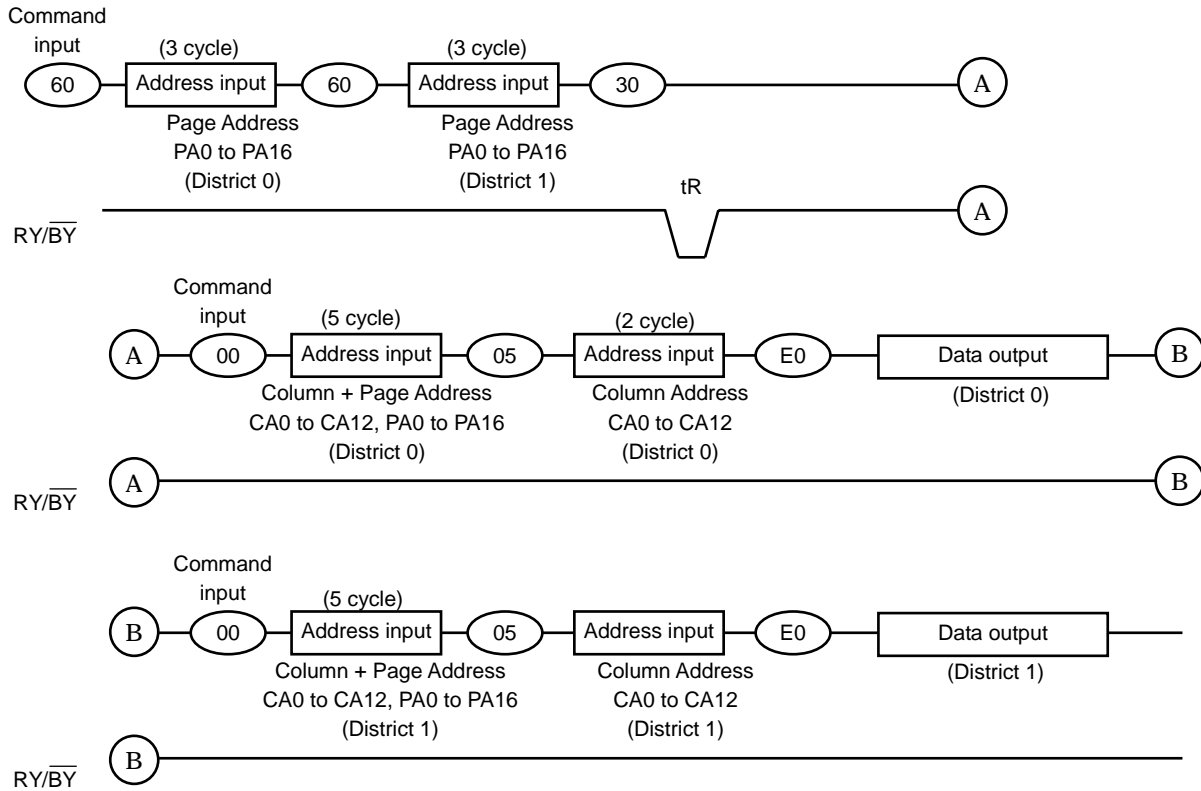 Command
input
(3 cycle) (3 cycle)
60 Address input 60 Address input 30 A
Page Address Page Address
PA0 to PA16 PA0 to PA16
(District 0) (District 1)
tR
RY/BY A
Command
input
(5 cycle) (2 cycle)
A 00 Address input 05 Address input E0 Data output B
Column + Page Address Column Address (District 0)
CA0 to CA12, PA0 to PA16 CA0 to CA12
(District 0) (District 0)
RY/BY A B
Command
input
(5 cycle)
B 00 Address input 05 Address input E0 Data output
Column + Page Address Column Address (District 1)
CA0 to CA12, PA0 to PA16 CA0 to CA12
(District 1) (District 1)
RY/BY B